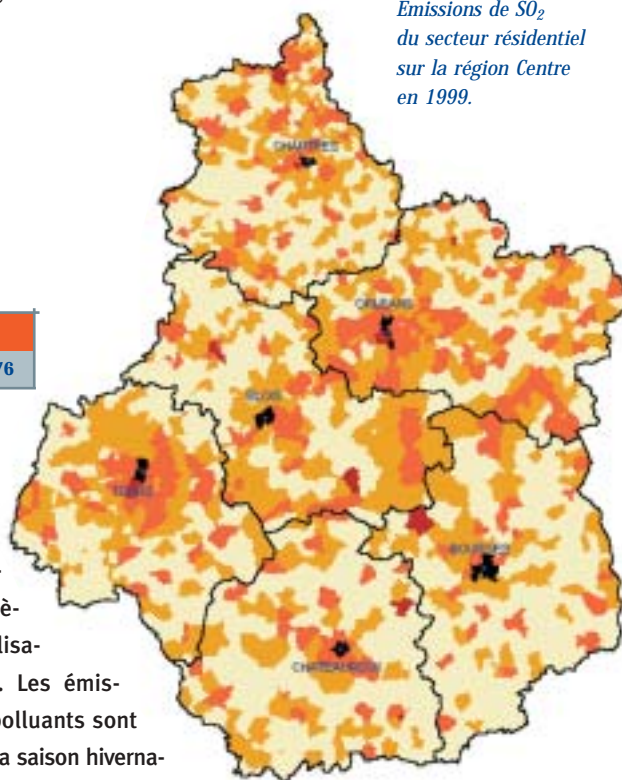 Emissions de SO₂
du secteur résidentiel
sur la région Centre
en 1999.
CHARTRES
ORLEANS
BLOIS
TOURS
BOURGES
CHATEAUROUX
76
è-
lisa-
. Les émis-
polluants sont
a saison hiverna-